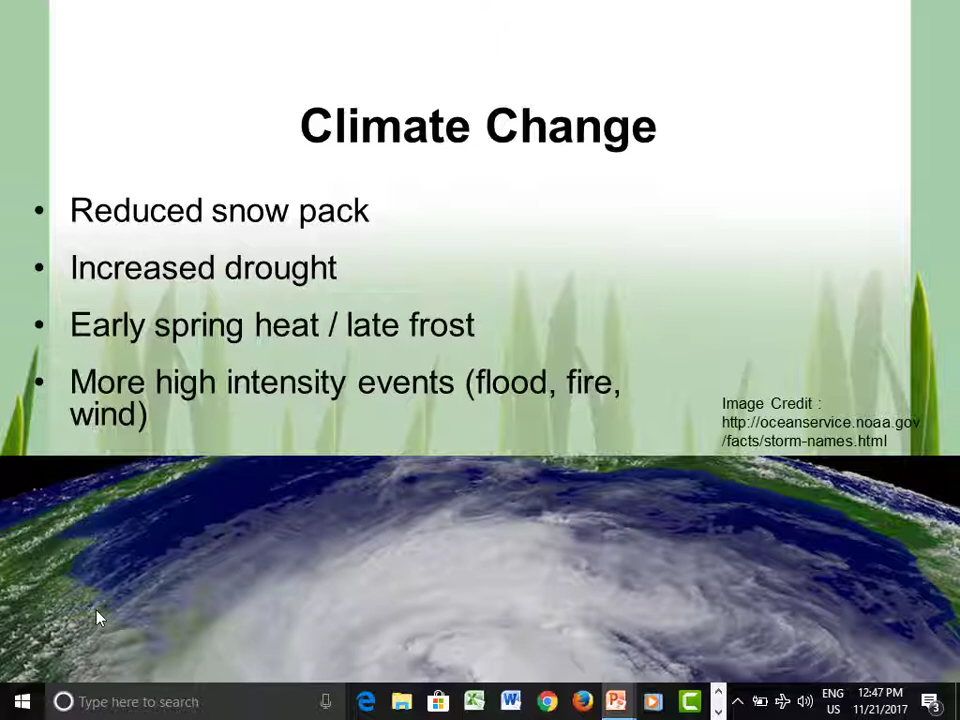 Climate Change
• Reduced snow pack
• Increased drought
• Early spring heat / late frost
• More high intensity events (flood, fire,
wind)
Image Credit :
http://oceanservice.noaa.gov
/facts/storm-names.html
Type here to search
ENG
US
12:47 PM
11/21/2017
3